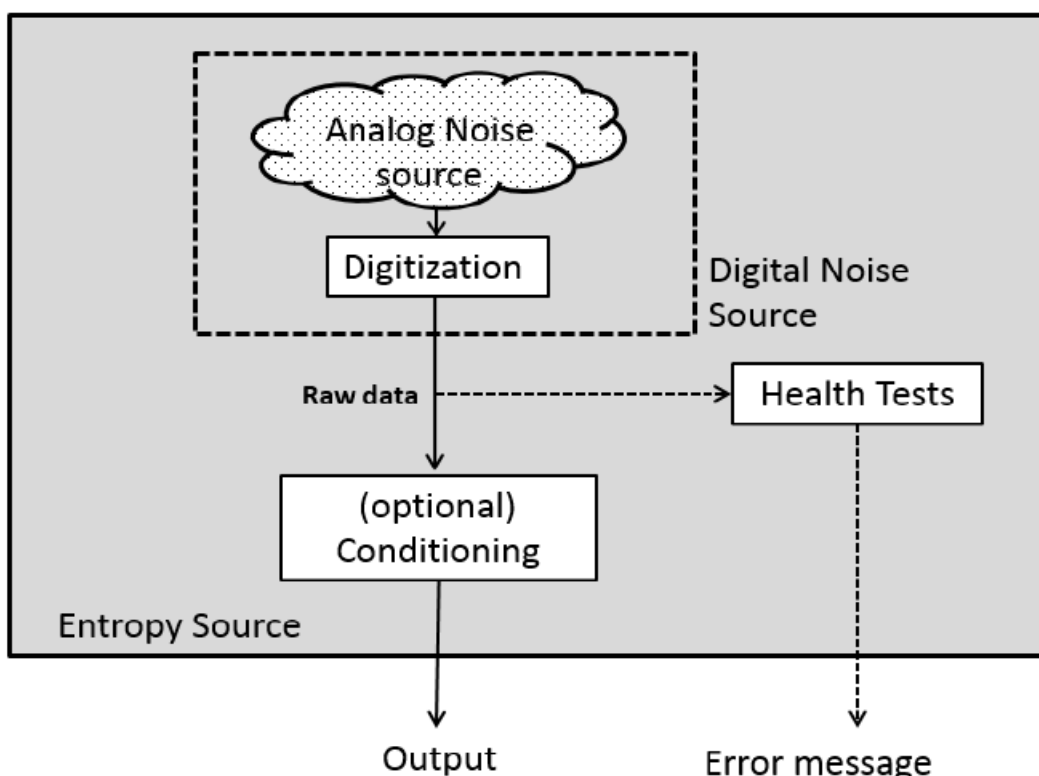 Analog Noise
source
Digitization
Digital Noise
Source
Raw data
Health Tests
(optional)
Conditioning
Entropy Source
Output
Error message